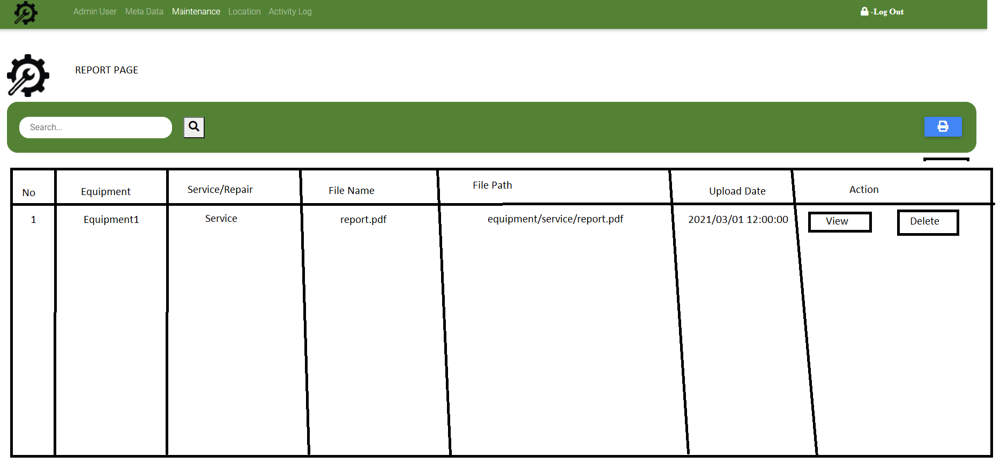 Admin User Meta Data Maintenance Location Activity Log -Log Out
REPORT PAGE
Search...
No Equipment Service/Repair File Name File Path Upload Date Action
1 Equipment1 Service report.pdf equipment/service/report.pdf 2021/03/01 12:00:00 View Delete